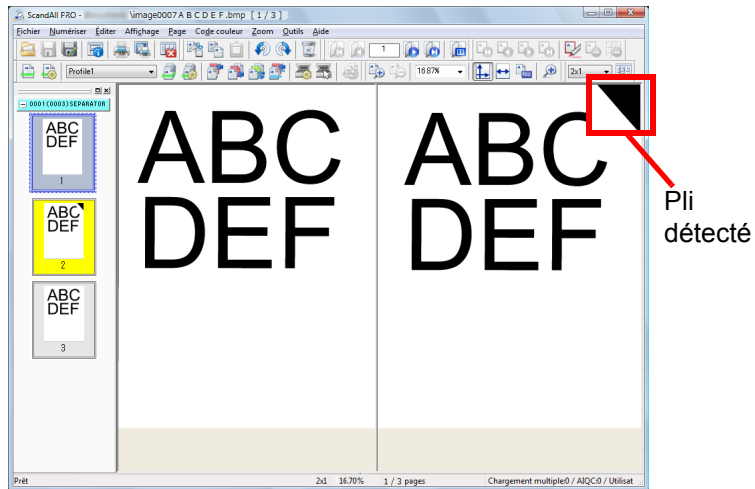 ScandAll PRO - \image0007 A B C D E F .bmp [ 1 / 3 ]
Fichier Numériser Éditer Affichage Page Code couleur Zoom Outils Aide
1
Profile1 16.87% 2x1
0001 (0003) SEPARATOR
ABC
DEF
1
ABC
DEF
2
ABC
DEF
3
ABC
DEF
ABC
DEF
Pli
détecté
Prêt 2x1 16.70% 1 / 3 pages Chargement multiple:0 / AIQC:0 / Utilisat